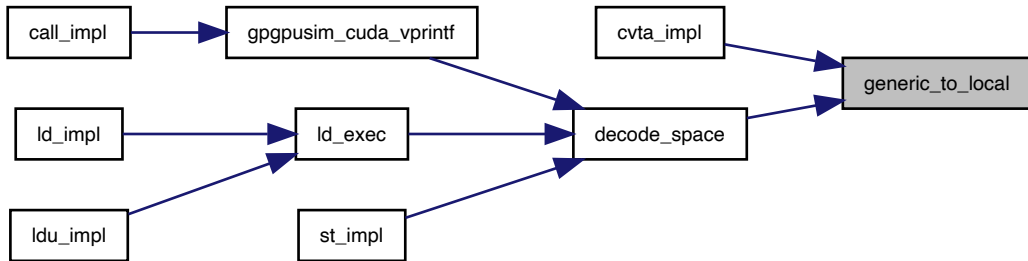 call_impl
gpgpusim_cuda_vprintf
cvta_impl
generic_to_local
ld_impl
ld_exec
decode_space
ldu_impl
st_impl